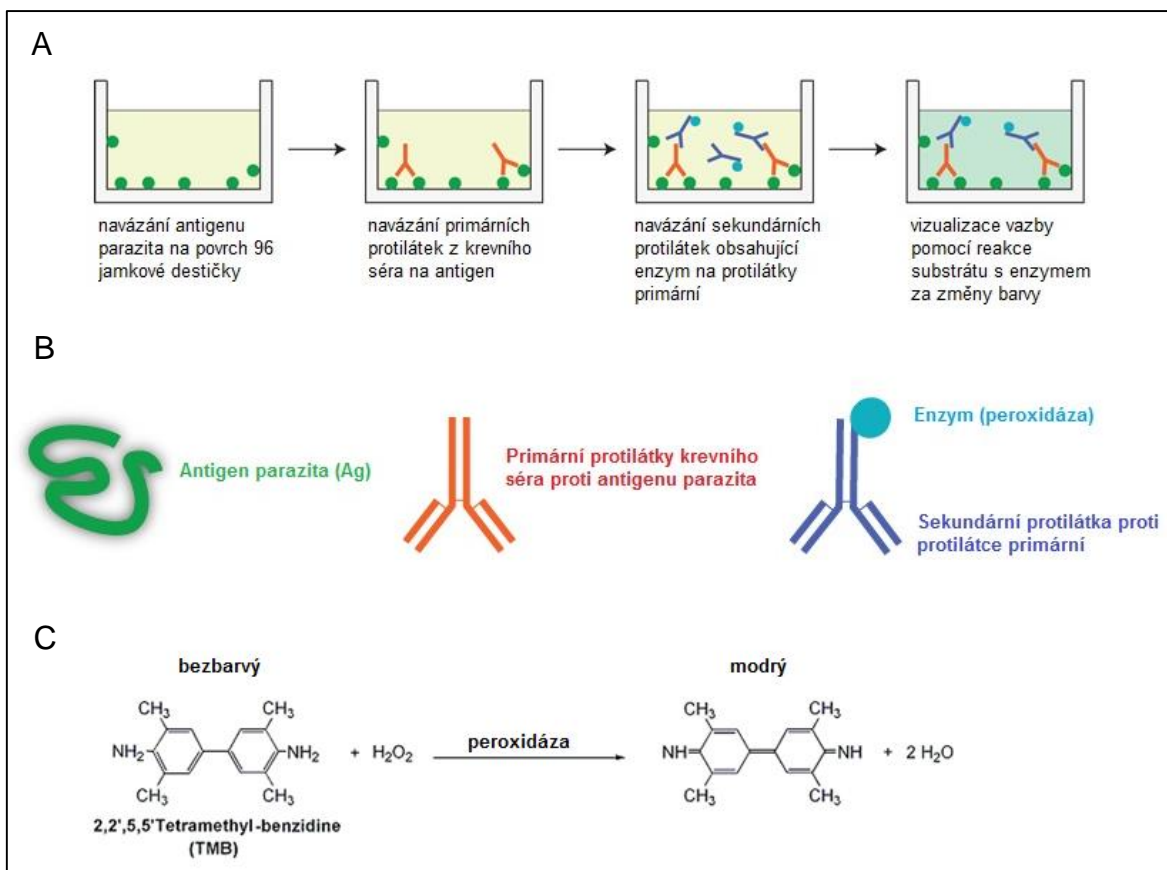 A
navázání antigenu
parazita na povrch 96
jamkové destičky
navázání primárních
protilátek z krevního
séra na antigen
navázání sekundárních
protilátek obsahující
enzym na protilátky
primární
vizualizace vazby
pomocí reakce
substrátu s enzymem
za změny barvy
B
Antigen parazita (Ag)
Primární protilátky krevního
séra proti antigenu parazita
Enzym (peroxidáza)
Sekundární protilátka proti
protilátce primární
C
bezbarvý
CH₃ CH₃
NH₂ NH₂ + H₂O₂
CH₃ CH₃
2,2',5,5'Tetramethyl-benzidine
(TMB)
peroxidáza
modrý
CH₃ CH₃
NH NH + 2 H₂O
CH₃ CH₃